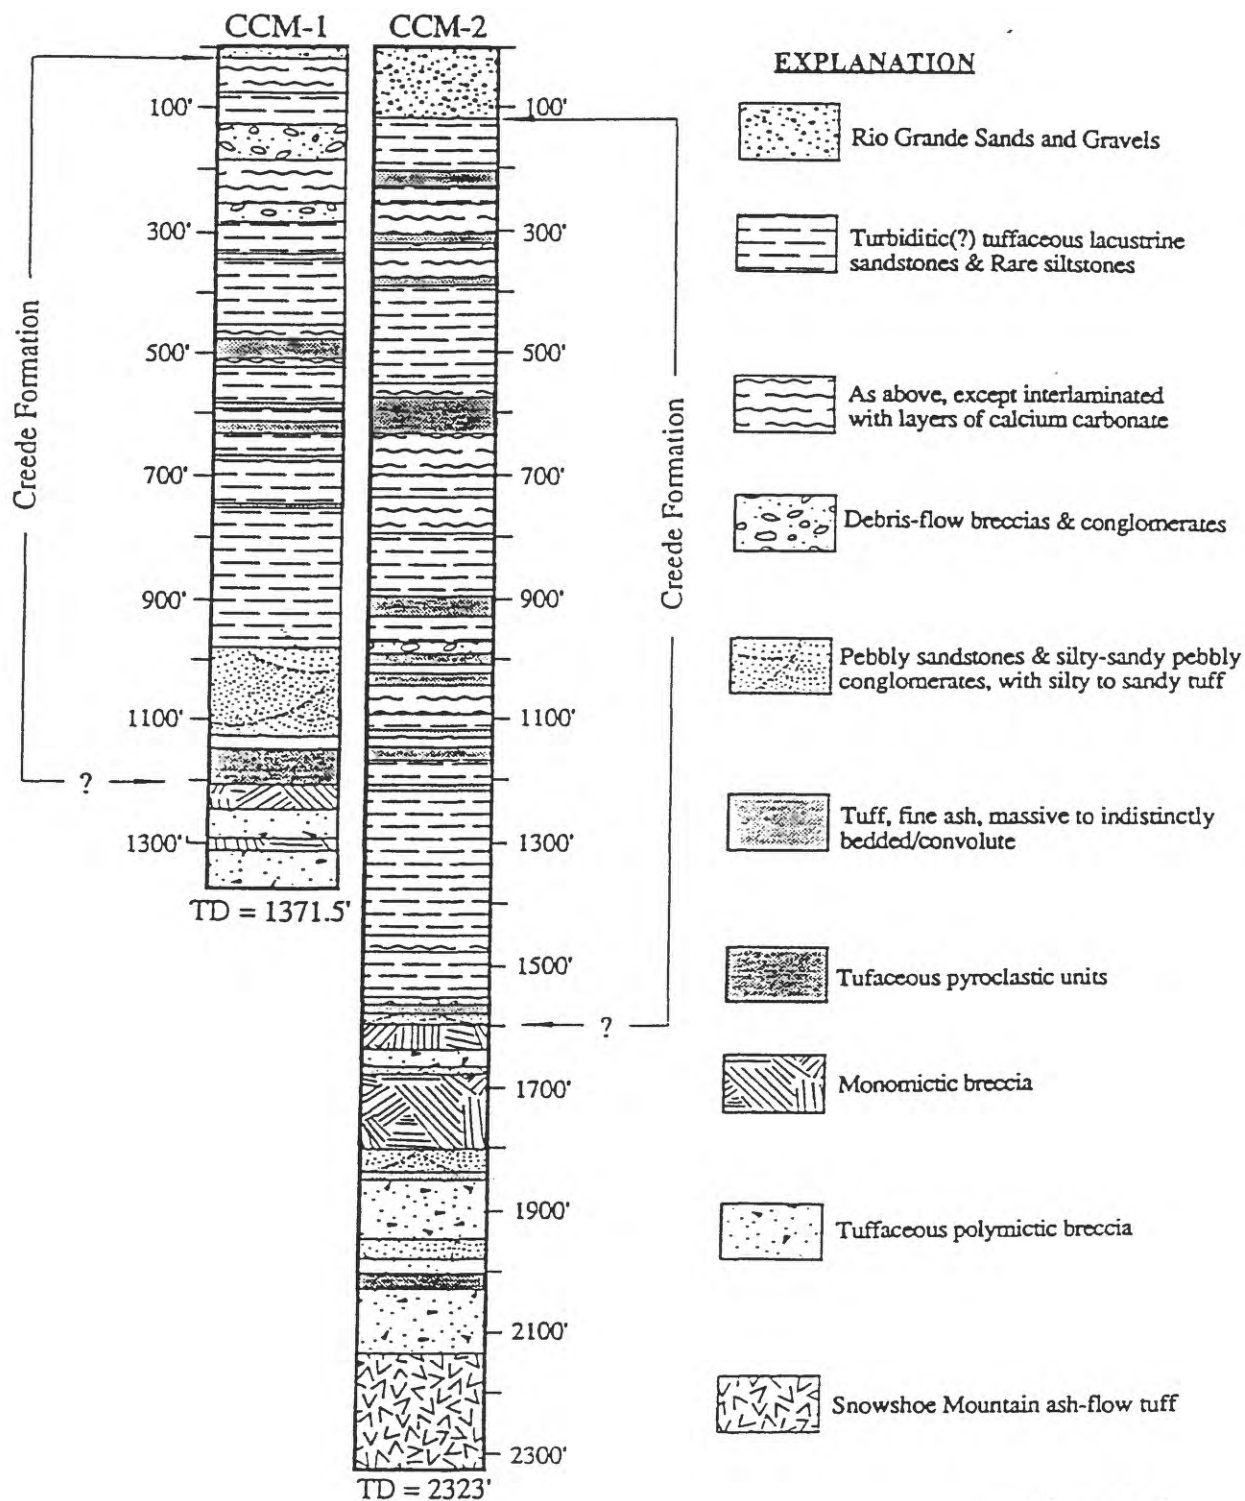 CCM-1
CCM-2
EXPLANATION
100'
300'
500'
700'
900'
1100'
1300'
TD = 1371.5'
Creede Formation
?
100'
300'
500'
700'
900'
1100'
1300'
1500'
1700'
1900'
2100'
2300'
TD = 2323'
Creede Formation
?
Rio Grande Sands and Gravels
Turbiditic(?) tuffaceous lacustrine
sandstones & Rare siltstones
As above, except interlaminated
with layers of calcium carbonate
Debris-flow breccias & conglomerates
Pebbly sandstones & silty-sandy pebbly
conglomerates, with silty to sandy tuff
Tuff, fine ash, massive to indistinctly
bedded/convolute
Tufaceous pyroclastic units
Monomictic breccia
Tuffaceous polymictic breccia
Snowshoe Mountain ash-flow tuff